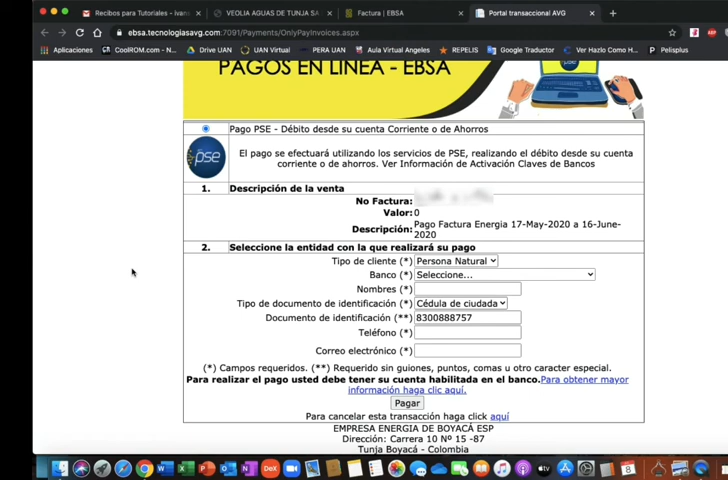 Recibos para Tutoriales - ivan
VEOLIA AGUAS DE TUNJA SA
Factura | EBSA
Portal transaccional AVG
ebsa.tecnologiasavg.com:7091/Payments/OnlyPayInvoices.aspx
Aplicaciones
CoolROM.com - Th...
Drive UAN
UAN Virtual
PERA UAN
Aula Virtual Angels
REPELIS
Google Traductor
Ver Hazlo Como H...
Pelisplus
PAGOS EN LINEA - EBSA
Pago PSE - Débito desde su cuenta Corriente o de Ahorros
pse
El pago se efectuará utilizando los servicios de PSE, realizando el débito desde su cuenta
corriente o de ahorros. Ver Información de Activación Claves de Bancos
1. Descripción de la venta
No Factura:
Valor: 0
Descripción: Pago Factura Energia 17-May-2020 a 16-June-
2020
2. Seleccione la entidad con la que realizará su pago
Tipo de cliente (*) Persona Natural
Banco (*) Seleccione...
Nombres (*)
Tipo de documento de identificación (*) Cédula de ciudada
Documento de identificación (**) 8300888757
Teléfono (*)
Correo electrónico (*)
(*) Campos requeridos. (**) Requerido sin guiones, puntos, comas u otro caracter especial.
Para realizar el pago usted debe tener su cuenta habilitada en el banco.Para obtener mayor
información haga clic aquí.
Pagar
Para cancelar esta transacción haga click aquí
EMPRESA ENERGIA DE BOYACÁ ESP
Dirección: Carrera 10 Nº 15 -87
Tunja Boyacá - Colombia